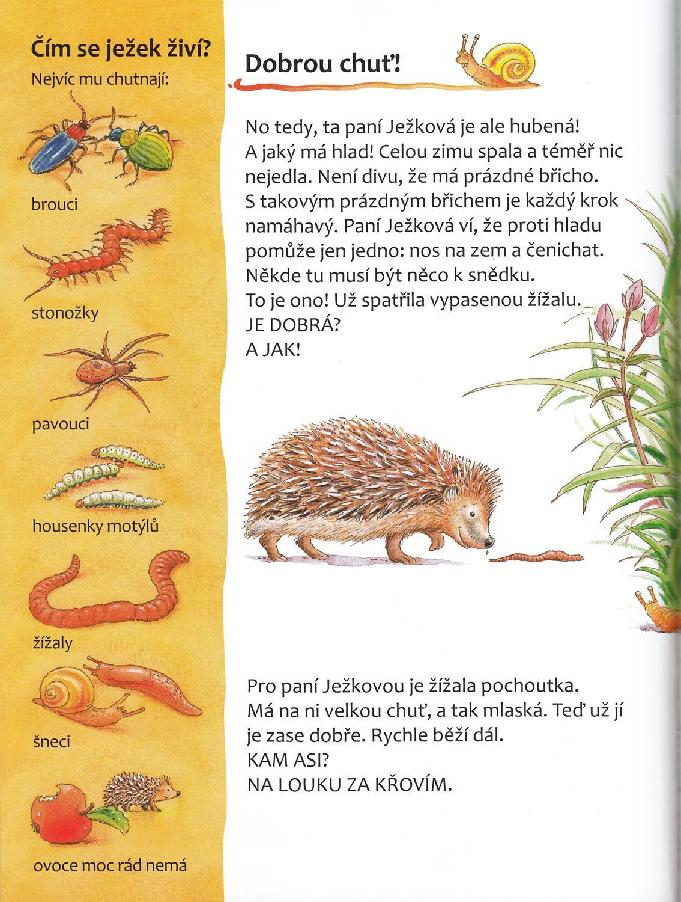 Čím se ježek živí?
Nejvíc mu chutnají:
brouci
stonožky
pavouci
housenky motýlů
žížaly
šneci
ovoce moc rád nemá
Dobrou chuť!
No tedy, ta paní Ježková je ale hubená!
A jaký má hlad! Celou zimu spala a téměř nic
nejedla. Není divu, že má prázdné břicho.
S takovým prázdným břichem je každý krok
namáhavý. Paní Ježková ví, že proti hladu
pomůže jen jedno: nos na zem a čenichat.
Někde tu musí být něco k snědku.
To je ono! Už spatřila vypasenou žížalu.
JE DOBRÁ?
A JAK!
Pro paní Ježkovou je žížala pochoutka.
Má na ni velkou chuť, a tak mlaská. Teď už jí
je zase dobře. Rychle běží dál.
KAM ASI?
NA LOUKU ZA KŘOVÍM.